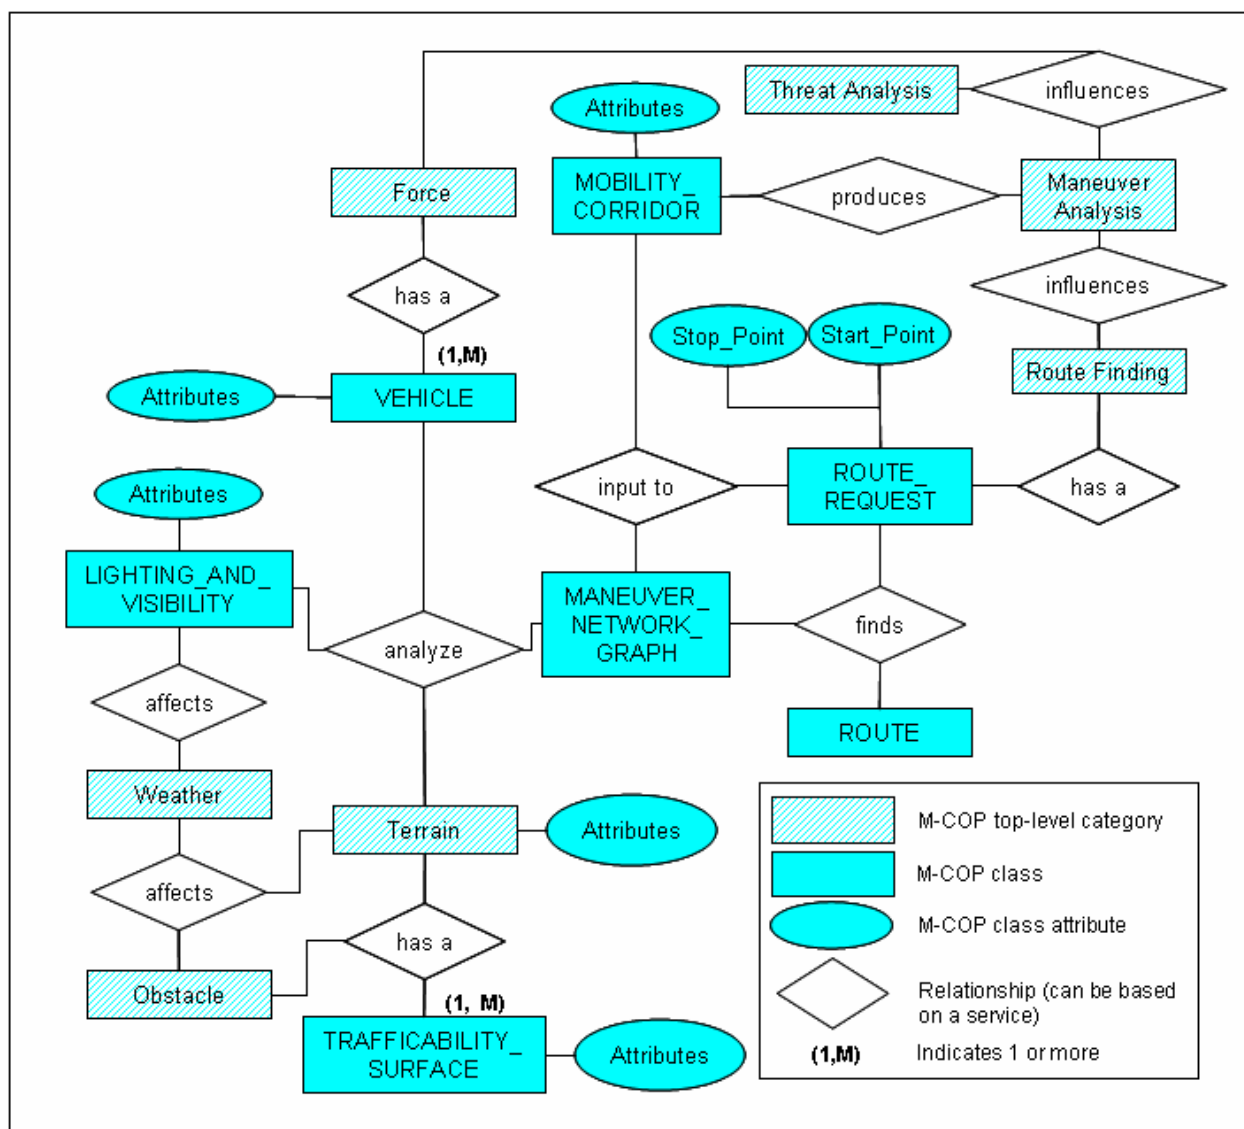 influences
Threat Analysis
Attributes
MOBILITY_
CORRIDOR
produces
Maneuver
Analysis
Force
has a
influences
(1,M)
Stop_Point
Start_Point
Route Finding
Attributes
VEHICLE
Attributes
input to
ROUTE_
REQUEST
has a
LIGHTING_AND_
VISIBILITY
MANEUVER_
NETWORK_
GRAPH
analyze
finds
affects
ROUTE
Weather
Terrain
Attributes
affects
has a
Obstacle
(1, M)
TRAFFICABILITY_
SURFACE
Attributes
M-COP top-level category
M-COP class
M-COP class attribute
Relationship (can be based
on a service)
(1,M)
Indicates 1 or more